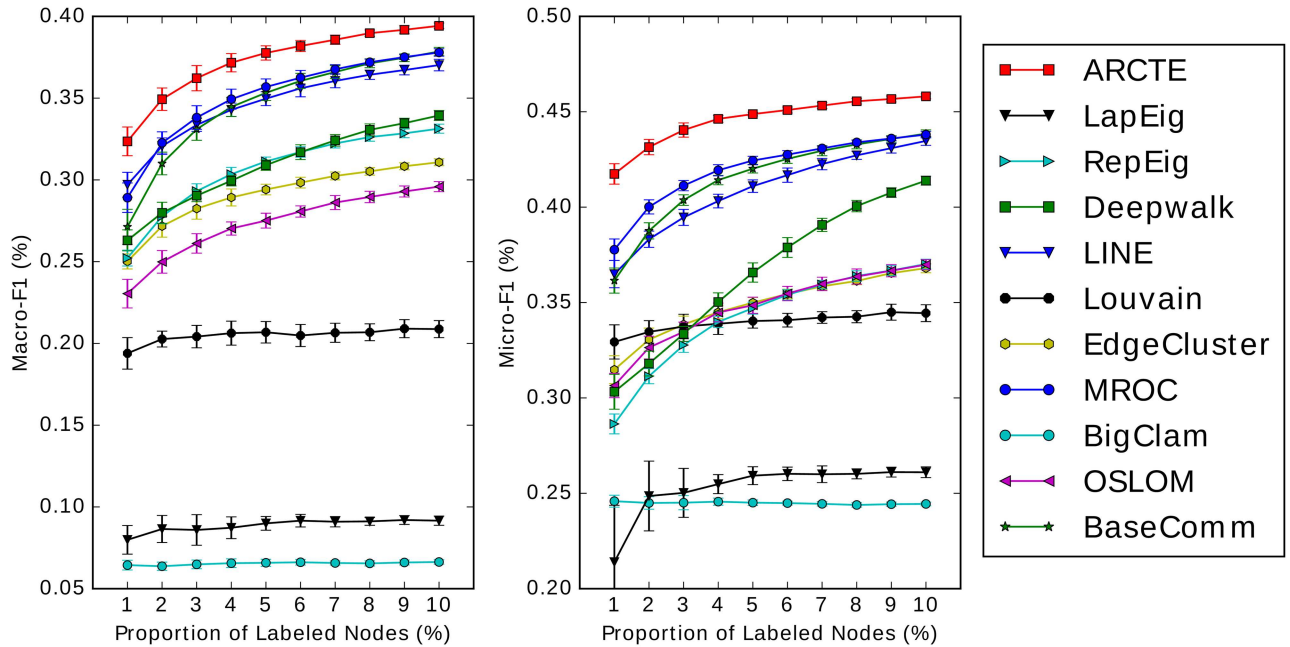 0.40
0.35
0.30
0.25
0.20
0.15
0.10
0.05
Macro-F1 (%)
1 2 3 4 5 6 7 8 9 10
Proportion of Labeled Nodes (%)
0.50
0.45
0.40
0.35
0.30
0.25
0.20
Micro-F1 (%)
1 2 3 4 5 6 7 8 9 10
Proportion of Labeled Nodes (%)
ARCTE
LapEig
RepEig
Deepwalk
LINE
Louvain
EdgeCluster
MROC
BigClam
OSLOM
BaseComm